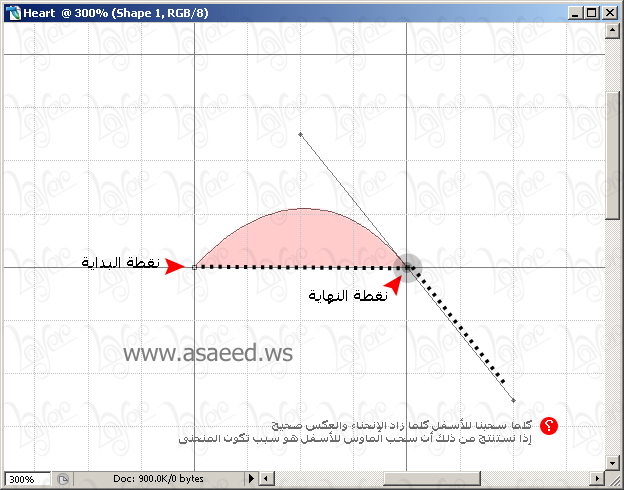 Heart @ 300% (Shape 1, RGB/8)
نقطة البداية
نقطة النهاية
www.asaeed.ws
؟
كلما سحبنا للأسفل كلما زاد الإنحناء والعكس صحيح
إذا نستنتج من ذلك أن سحب الماوس للأسفل هو سبب تكون المنحنى
300%
Doc: 900.0K/0 bytes